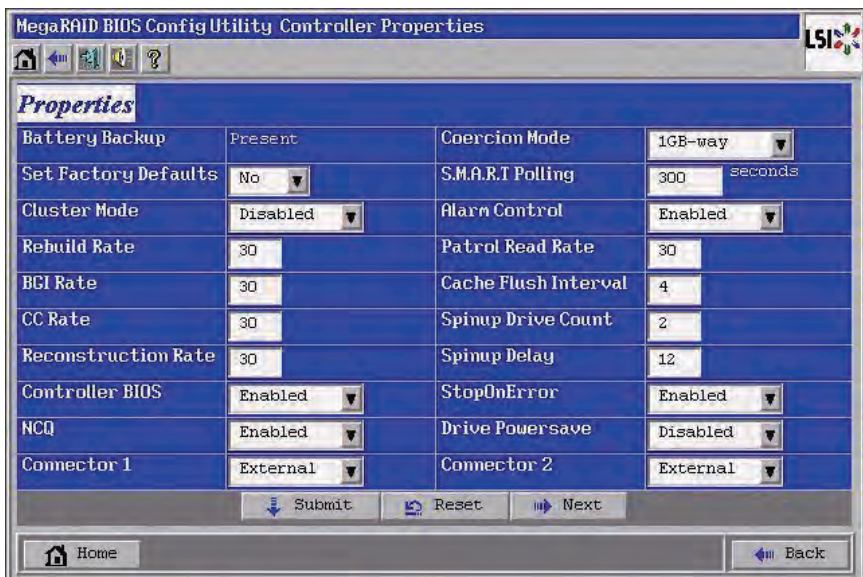 MegaRAID BIOS Config Utility Controller Properties
LSI
Properties
Battery Backup Present Coercion Mode 1GB-way
Set Factory Defaults No S.M.A.R.T Polling 300 seconds
Cluster Mode Disabled Alarm Control Enabled
Rebuild Rate 30 Patrol Read Rate 30
BGI Rate 30 Cache Flush Interval 4
CC Rate 30 Spinup Drive Count 2
Reconstruction Rate 30 Spinup Delay 12
Controller BIOS Enabled StopOnError Enabled
NCQ Enabled Drive Powersave Disabled
Connector 1 External Connector 2 External
Submit Reset Next
Home Back